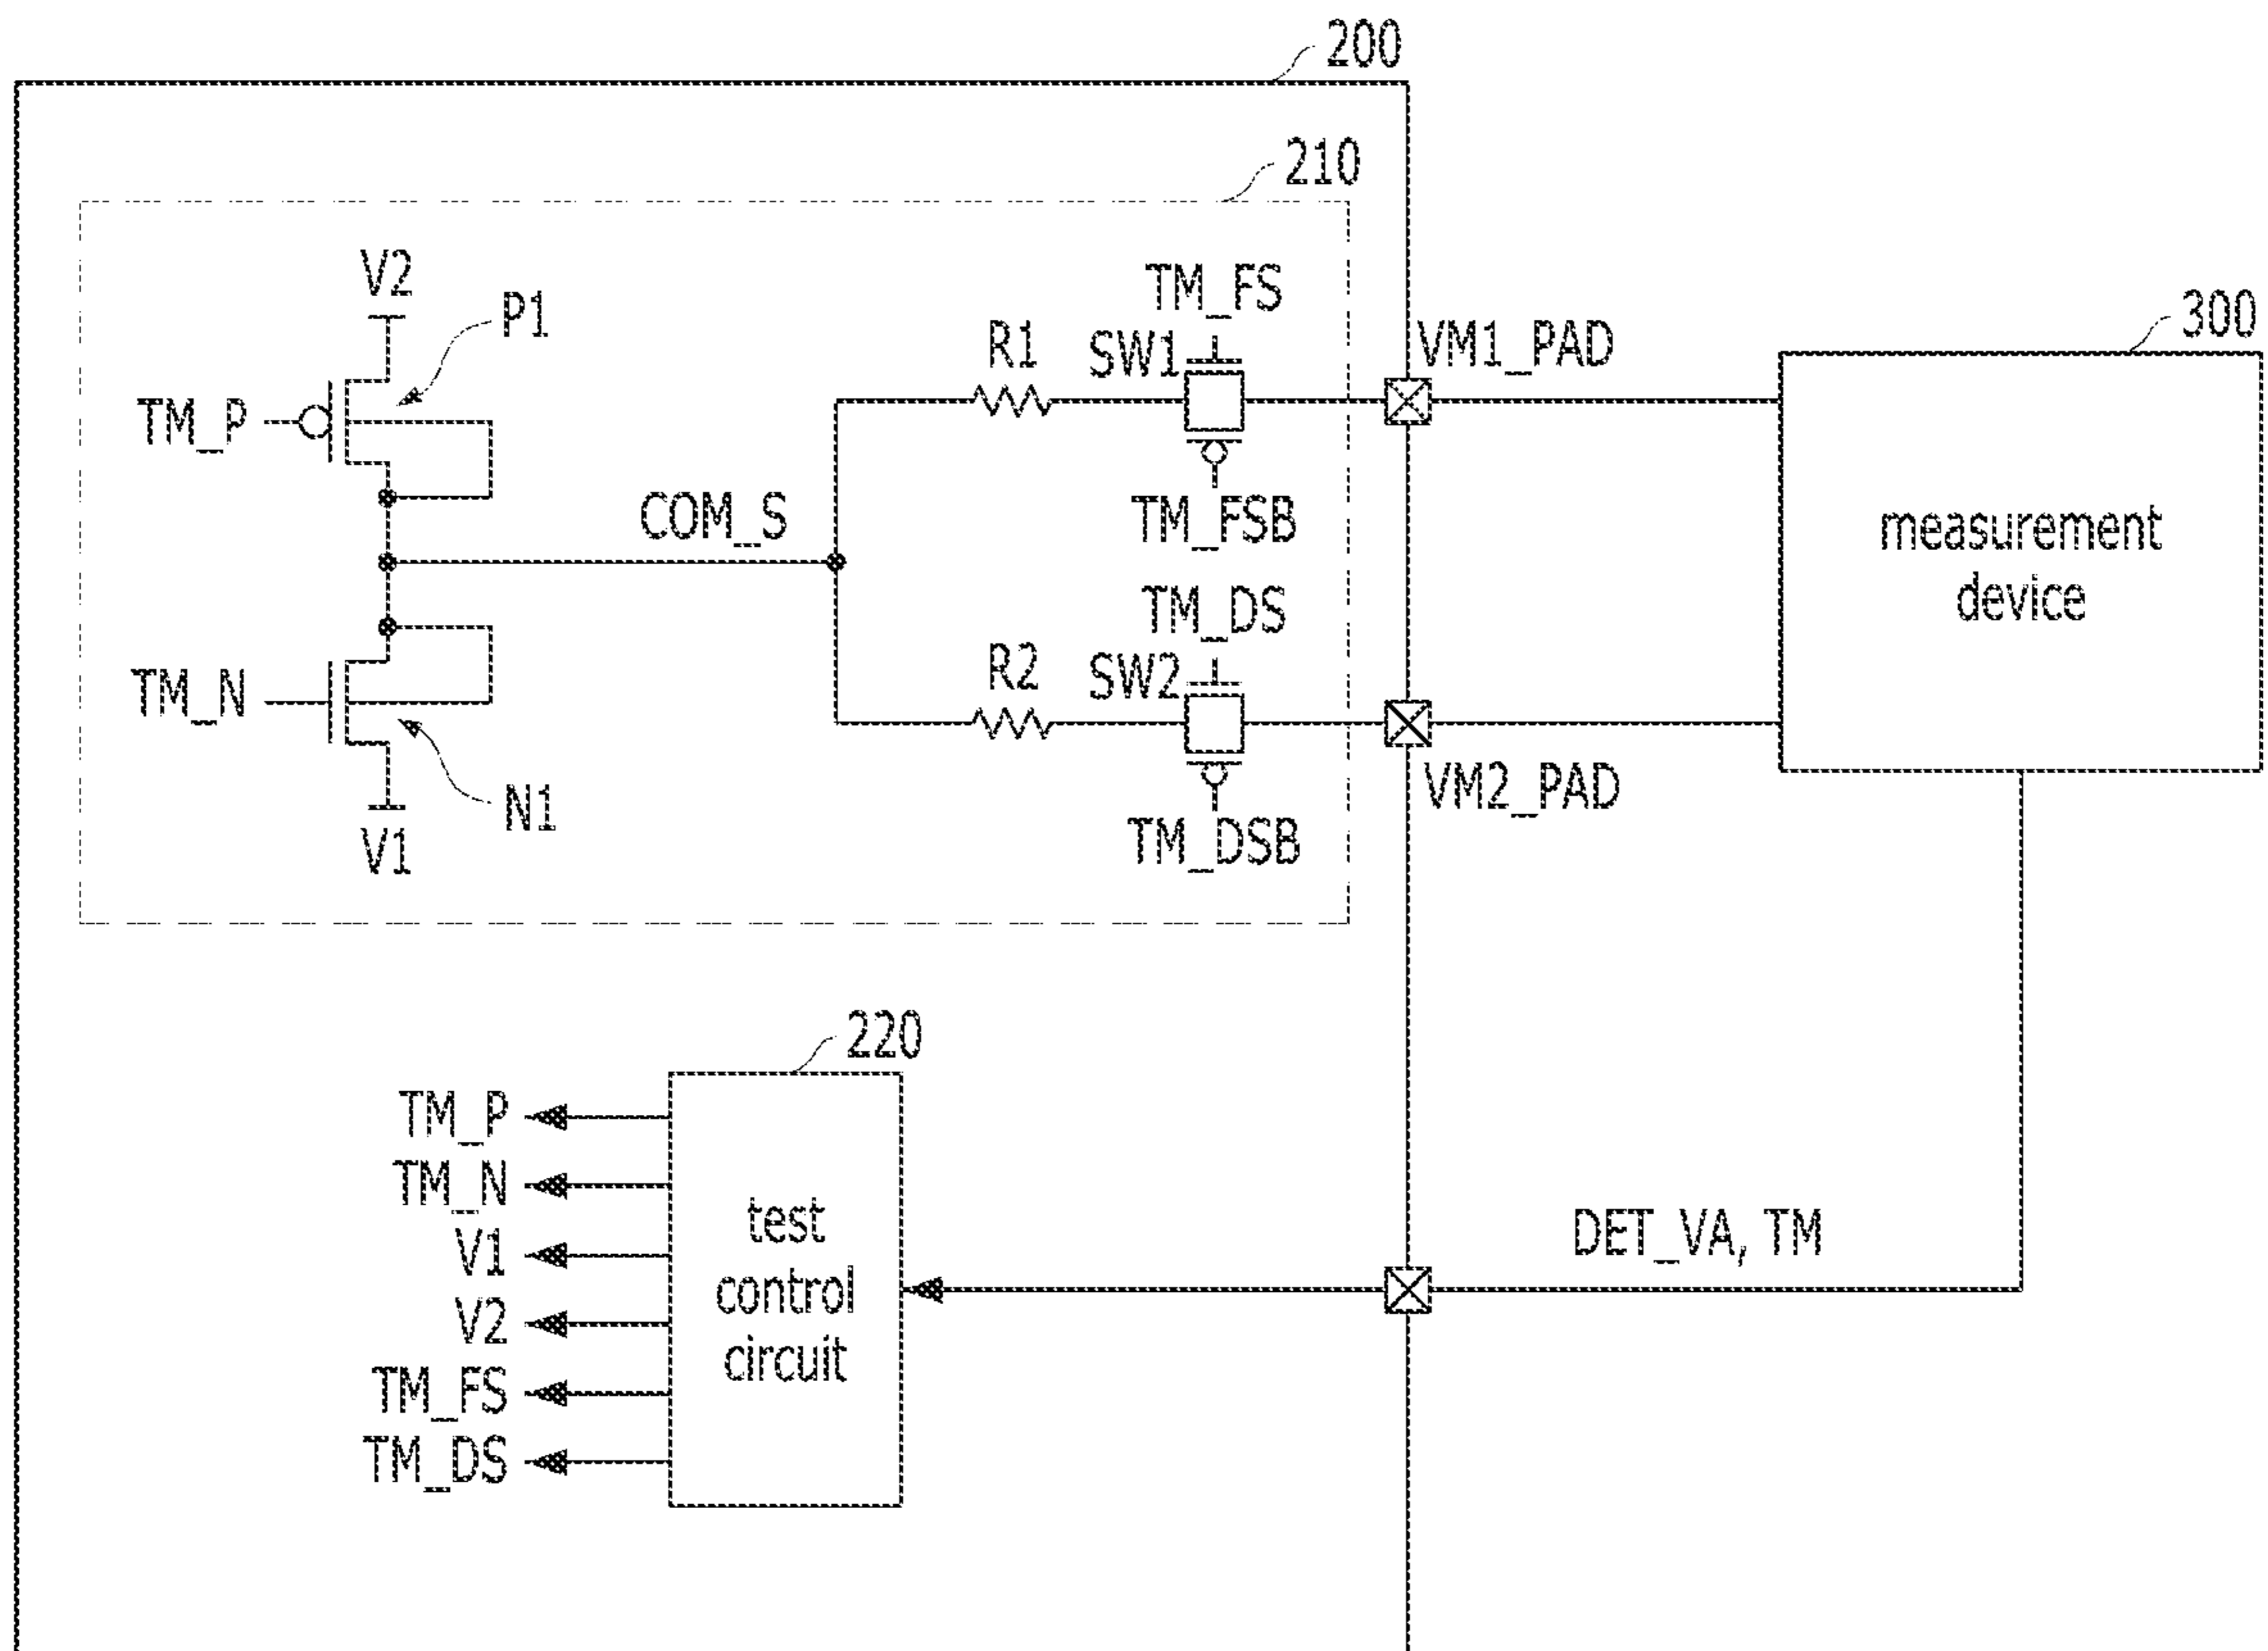 200
210
V2
P1
TM_P
COM_S
TM_N
N1
V1
R1
TM_FS
SW1
TM_FSB
R2
TM_DS
SW2
TM_DSB
VM1_PAD
VM2_PAD
300
measurement
device
220
TM_P
TM_N
V1
V2
TM_FS
TM_DS
test
control
circuit
DET_VA, TM